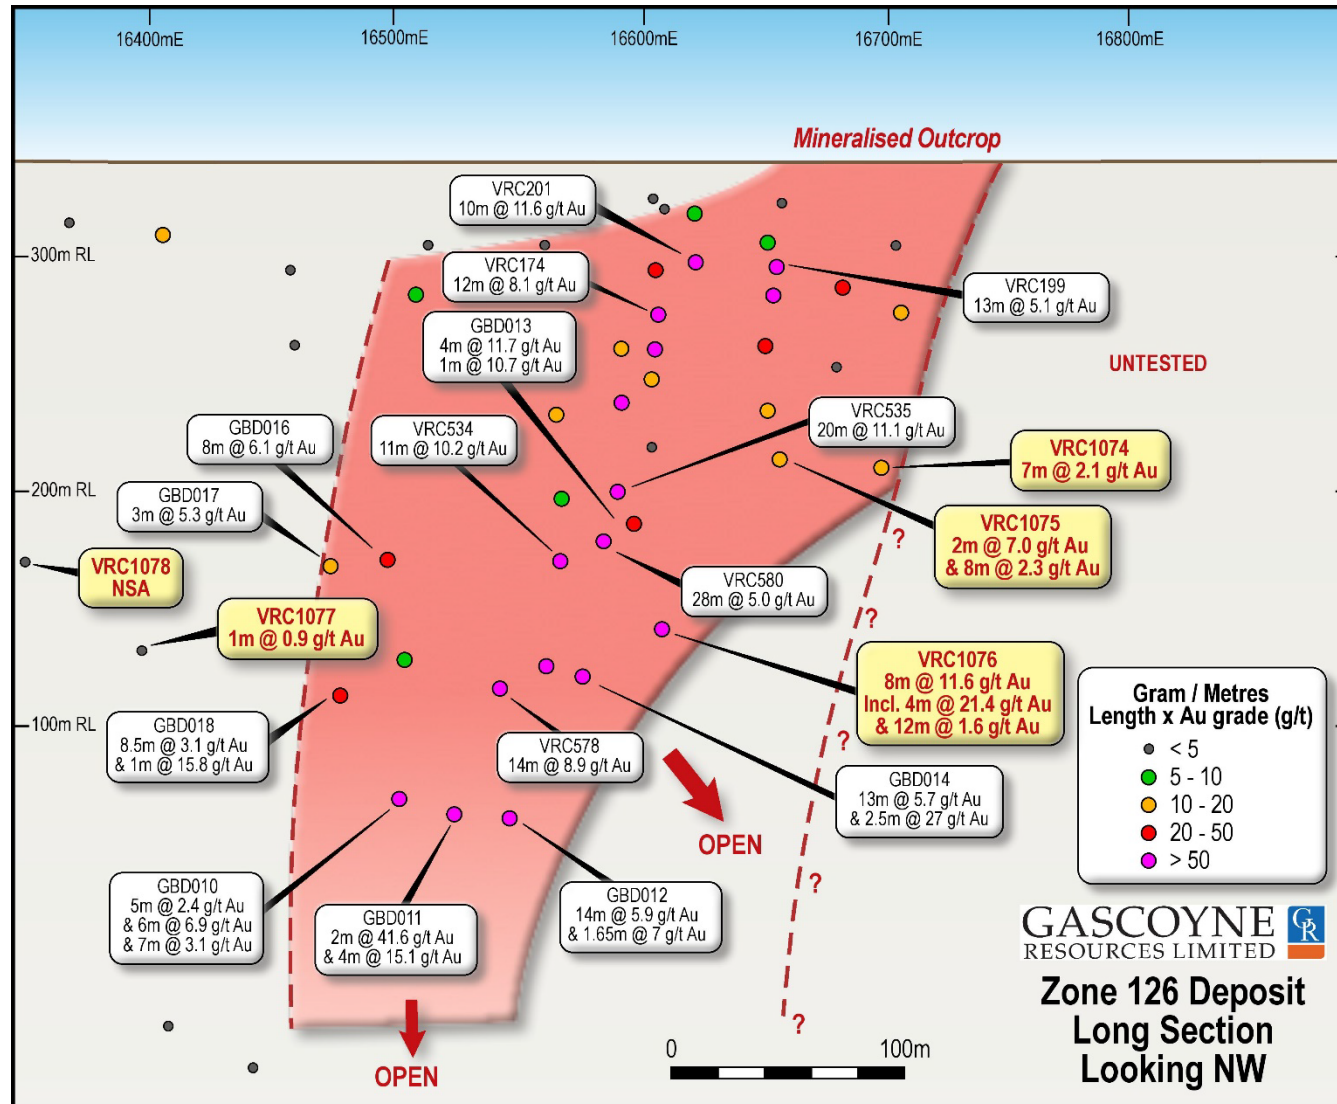 16400mE
16500mE
16600mE
16700mE
16800mE
Mineralised Outcrop
VRC201
10m @ 11.6 g/t Au
300m RL
VRC174
12m @ 8.1 g/t Au
VRC199
13m @ 5.1 g/t Au
GBD013
4m @ 11.7 g/t Au
1m @ 10.7 g/t Au
UNTESTED
GBD016
8m @ 6.1 g/t Au
VRC534
11m @ 10.2 g/t Au
VRC535
20m @ 11.1 g/t Au
VRC1074
7m @ 2.1 g/t Au
200m RL
GBD017
3m @ 5.3 g/t Au
VRC1075
2m @ 7.0 g/t Au
& 8m @ 2.3 g/t Au
?
VRC1078
NSA
VRC580
28m @ 5.0 g/t Au
VRC1077
1m @ 0.9 g/t Au
?
VRC1076
8m @ 11.6 g/t Au
Incl. 4m @ 21.4 g/t Au
& 12m @ 1.6 g/t Au
100m RL
GBD018
8.5m @ 3.1 g/t Au
& 1m @ 15.8 g/t Au
VRC578
14m @ 8.9 g/t Au
?
GBD014
13m @ 5.7 g/t Au
& 2.5m @ 27 g/t Au
OPEN
Gram / Metres
Length x Au grade (g/t)
< 5
5 - 10
10 - 20
20 - 50
> 50
?
GBD010
5m @ 2.4 g/t Au
& 6m @ 6.9 g/t Au
& 7m @ 3.1 g/t Au
GBD011
2m @ 41.6 g/t Au
& 4m @ 15.1 g/t Au
GBD012
14m @ 5.9 g/t Au
& 1.65m @ 7 g/t Au
?
OPEN
0
100m
GASCOYNE
RESOURCES LIMITED
GR
Zone 126 Deposit
Long Section
Looking NW